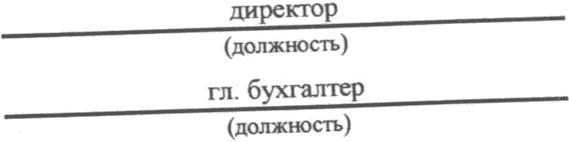 директор
(должность)
гл. бухгалтер
(должность)